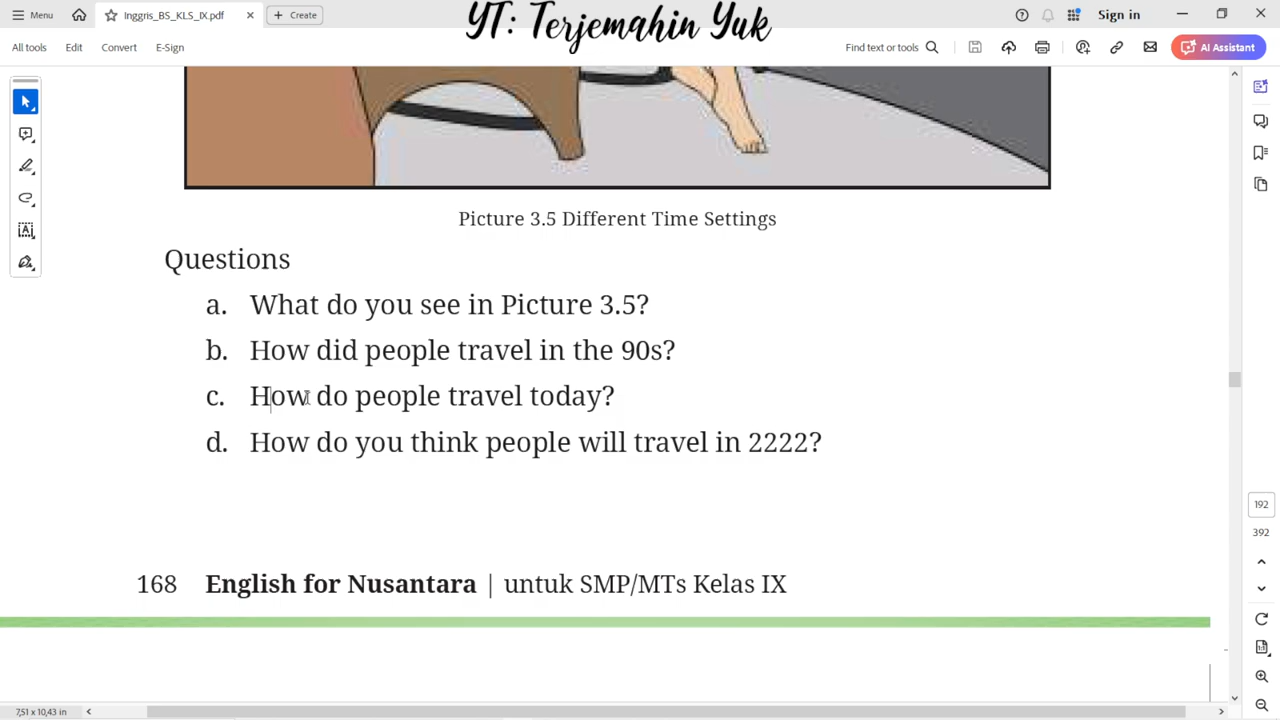 Menu
Inggris_BS_KLS_IX.pdf
Create
YT: Terjemahin Yuk
Sign in
All tools
Edit
Convert
E-Sign
Find text or tools
AI Assistant
Picture 3.5 Different Time Settings
Questions
a. What do you see in Picture 3.5?
b. How did people travel in the 90s?
c. How do people travel today?
d. How do you think people will travel in 2222?
192
392
168 English for Nusantara | untuk SMP/MTs Kelas IX
7,51 x 10,43 in